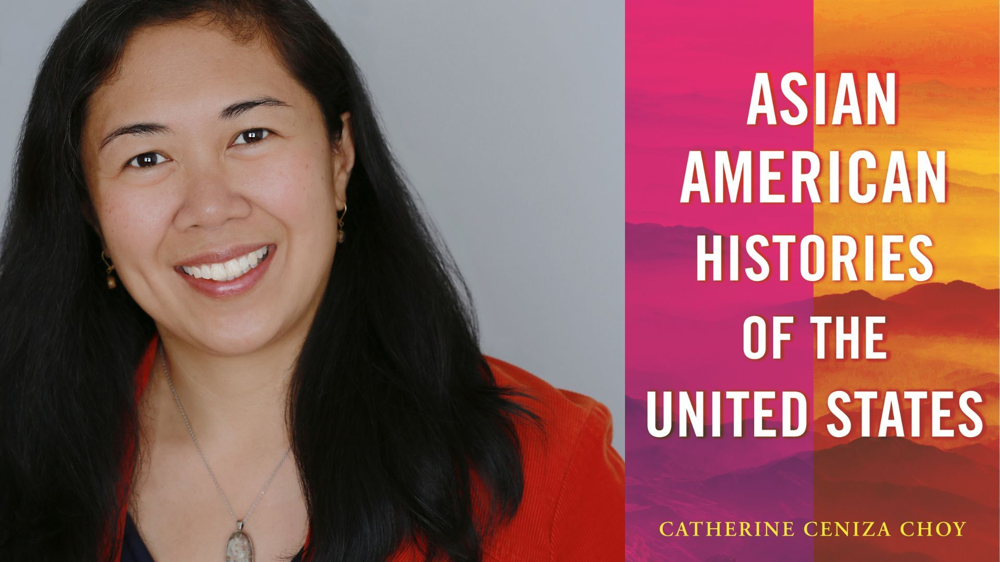 ASIAN
AMERICAN
HISTORIES
OF THE
UNITED STATES
CATHERINE CENIZA CHOY